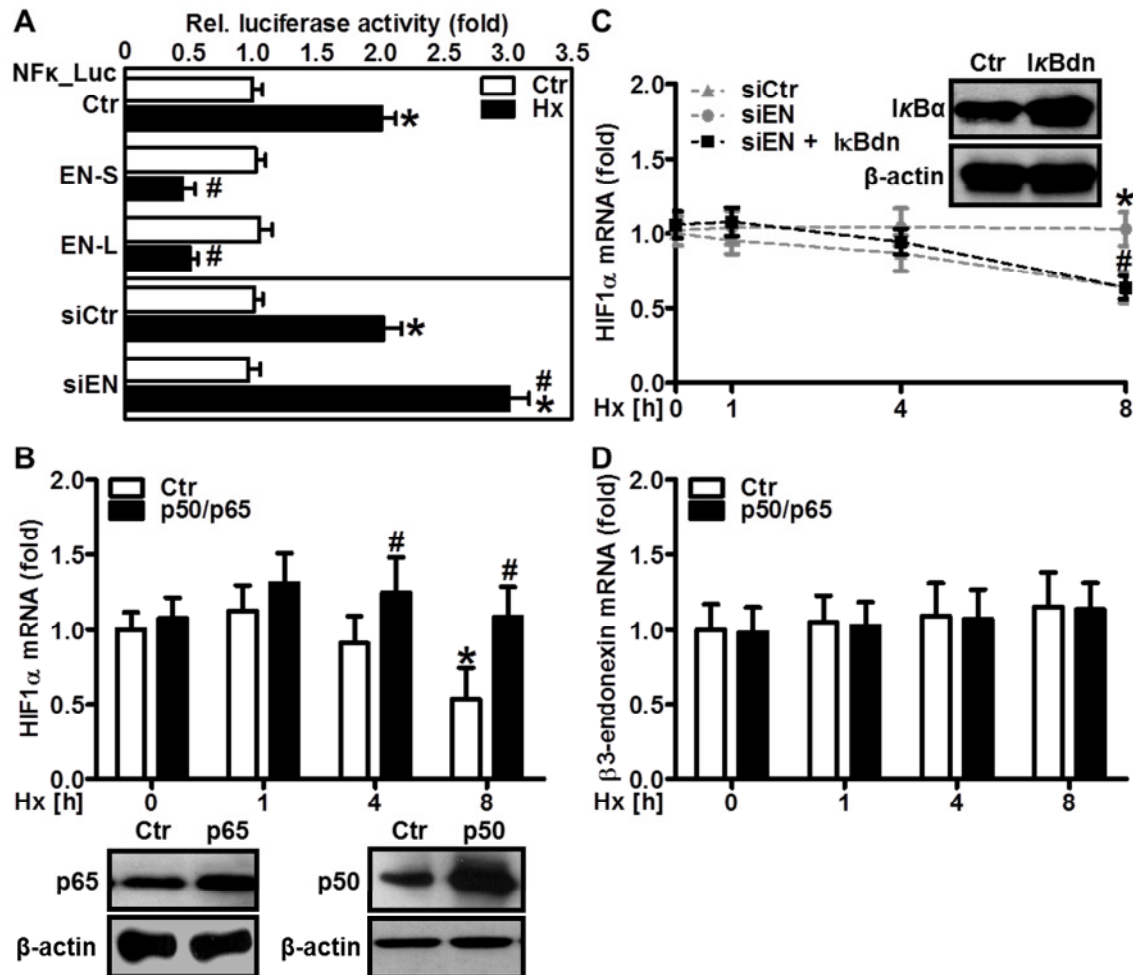 A
Rel. luciferase activity (fold)
0 0.5 1.0 1.5 2.0 2.5 3.0 3.5
NFκ_Luc
Ctr
Hx
Ctr
*
EN-S
#
EN-L
#
siCtr
*
siEN
#
*
B
2.0
1.5
1.0
0.5
0.0
HIF1α mRNA (fold)
Ctr
p50/p65
#
#
*
Hx [h]
0 1 4 8
Ctr p65
p65
β-actin
Ctr p50
p50
β-actin
C
2.0
1.5
1.0
0.5
0.0
HIF1α mRNA (fold)
siCtr
siEN
siEN + IκBdn
Ctr IκBdn
IκBα
β-actin
*
#
Hx [h]
0 1 4 8
D
2.0
1.5
1.0
0.5
0.0
β3-endonexin mRNA (fold)
Ctr
p50/p65
Hx [h]
0 1 4 8